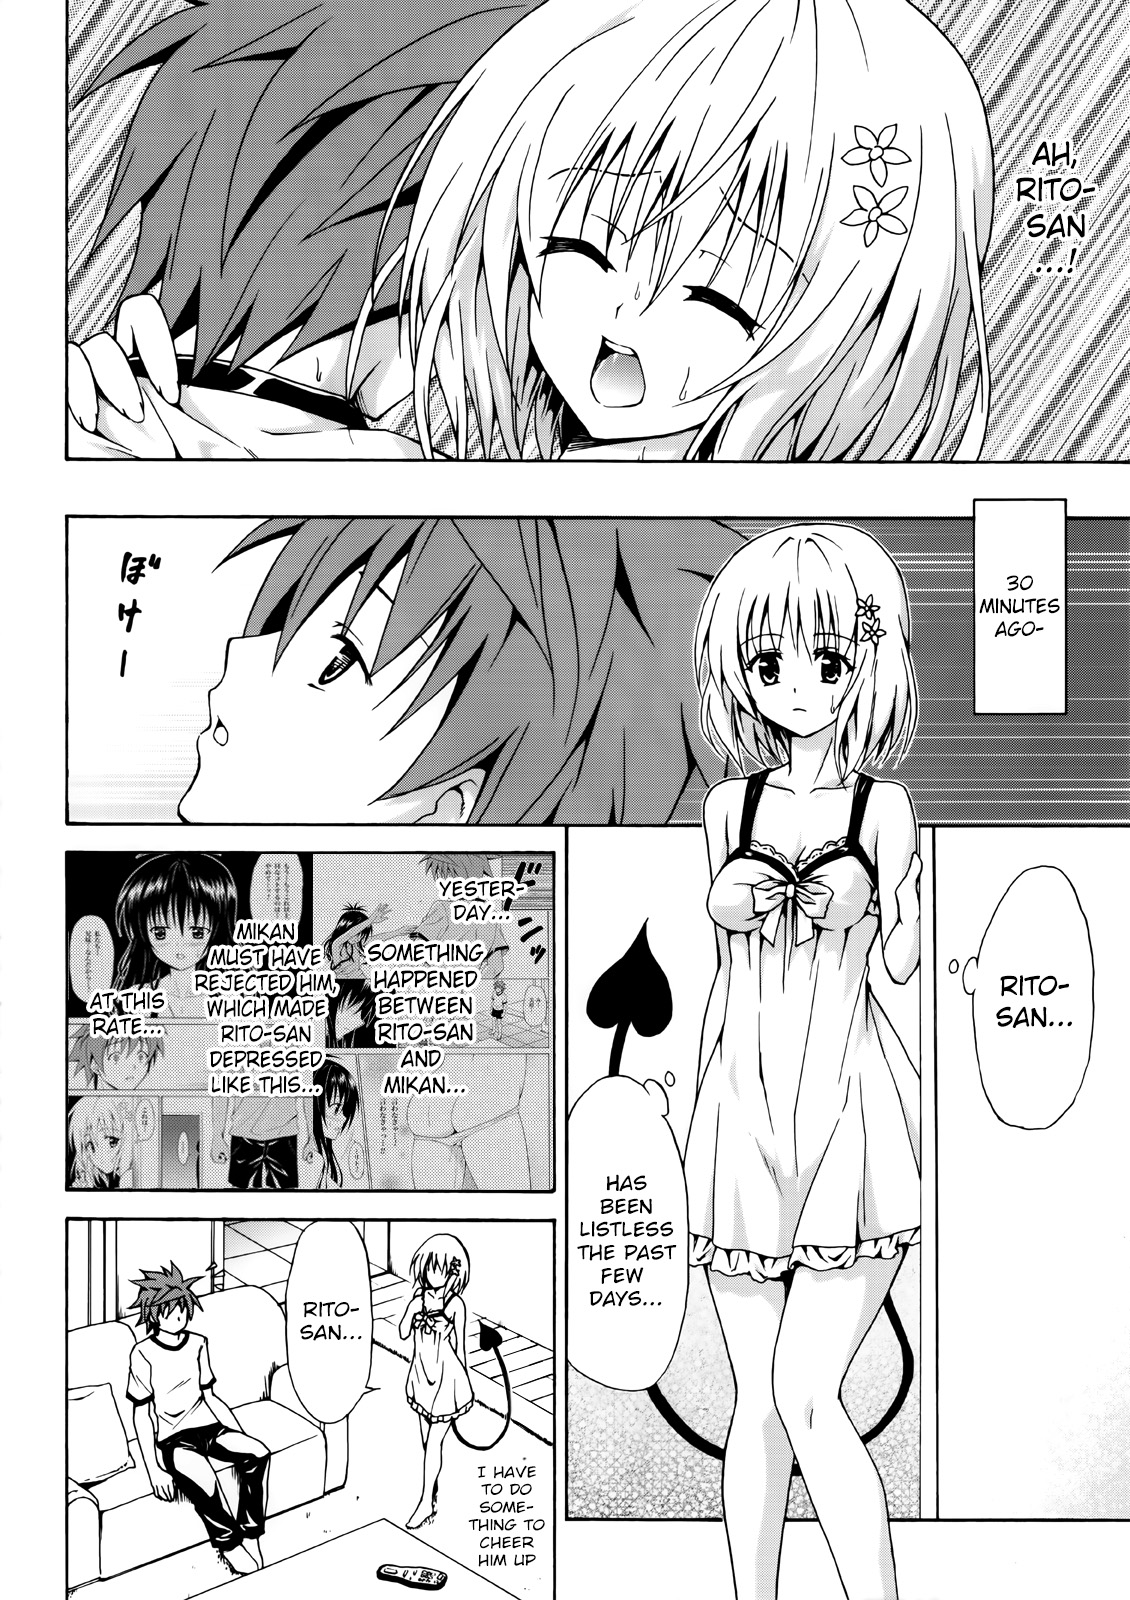 AH,
RITO-
SAN
...!
30
MINUTES
AGO-
ぼけー
RITO-
SAN...
HAS
BEEN
LISTLESS
THE PAST
FEW
DAYS...
YESTER-
DAY...
SOMETHING
HAPPENED
BETWEEN
RITO-SAN
AND
MIKAN...
MIKAN
MUST HAVE
REJECTED HIM,
WHICH MADE
RITO-SAN
DEPRESSED
LIKE THIS...
AT THIS
RATE...
RITO-
SAN...
I HAVE
TO DO
SOME-
THING TO
CHEER
HIM UP